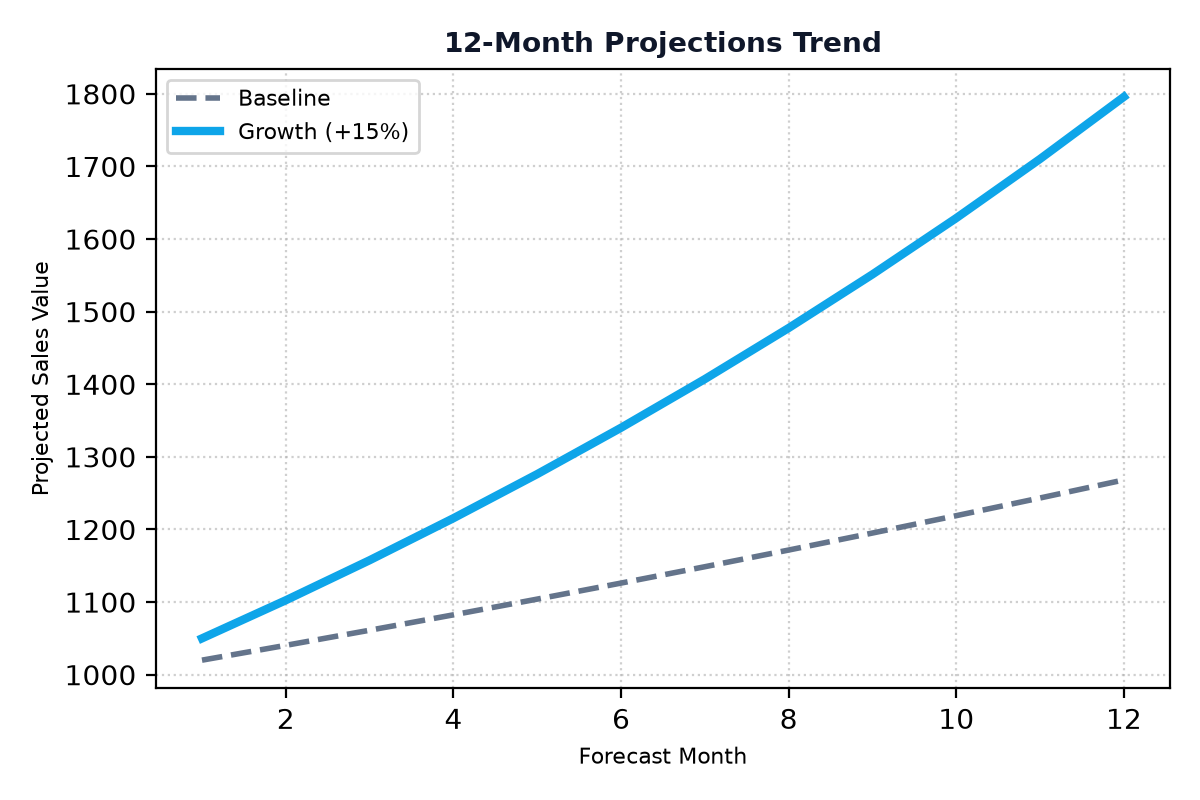 12-Month Projections Trend
Baseline
Growth (+15%)
Projected Sales Value
1800
1700
1600
1500
1400
1300
1200
1100
1000
2 4 6 8 10 12
Forecast Month